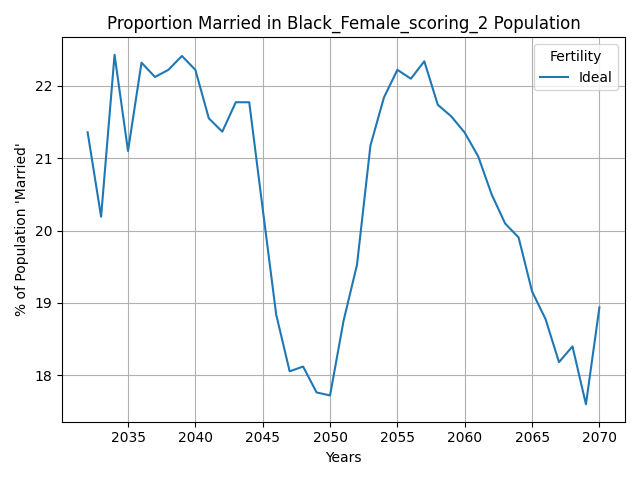 Proportion Married in Black_Female_scoring_2 Population
Fertility
Ideal
% of Population 'Married'
22
21
20
19
18
2035 2040 2045 2050 2055 2060 2065 2070
Years